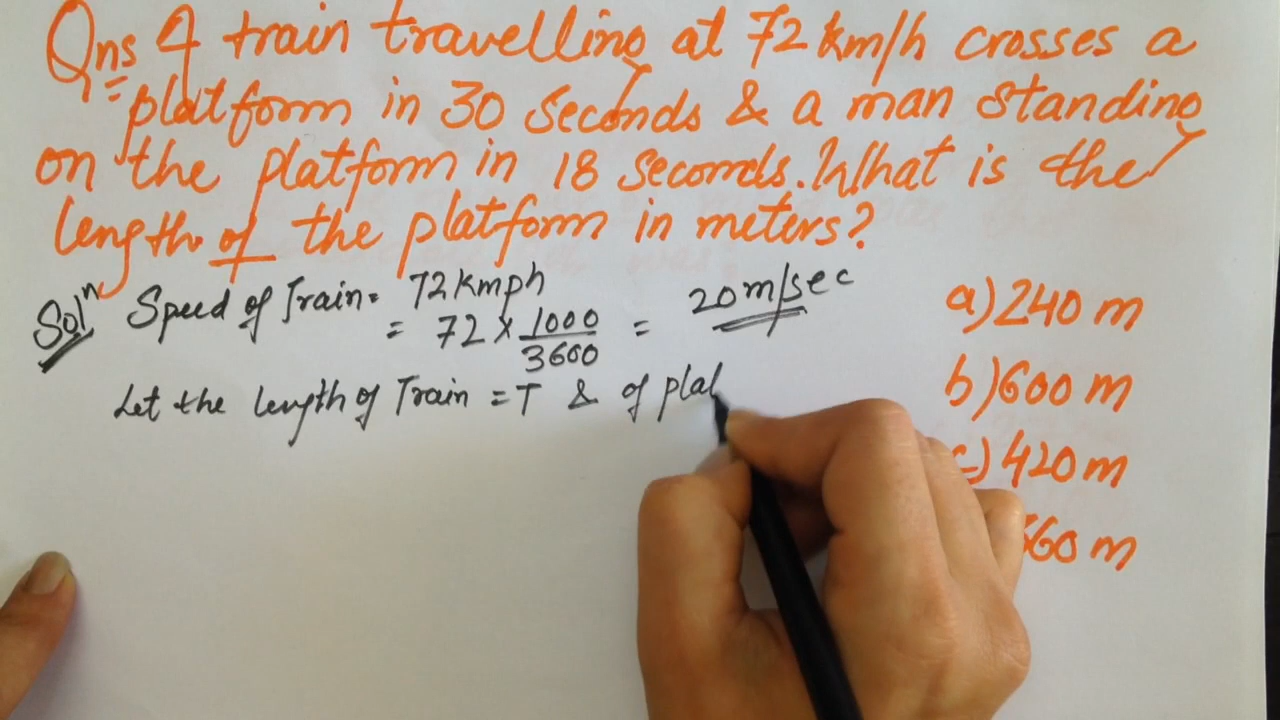 Qns A train travelling at 72 km/h crosses a
platform in 30 seconds & a man standing
on the platform in 18 seconds. What is the
length of the platform in meters?
Solⁿ Speed of Train = 72 kmph
= 72 × 1000/3600 = 20 m/sec
Let the length of Train = T & of plat
a) 240 m
b) 600 m
c) 420 m
60 m